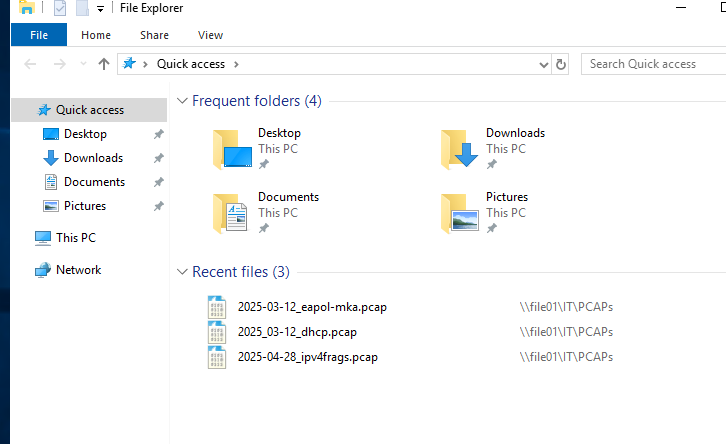 File Explorer
File Home Share View
Quick access Search Quick access
Quick access
Desktop
Downloads
Documents
Pictures
This PC
Network
Frequent folders (4)
Desktop
This PC
Downloads
This PC
Documents
This PC
Pictures
This PC
Recent files (3)
2025-03-12_eapol-mka.pcap \\file01\IT\PCAPs
2025_03-12_dhcp.pcap \\file01\IT\PCAPs
2025-04-28_ipv4frags.pcap \\file01\IT\PCAPs